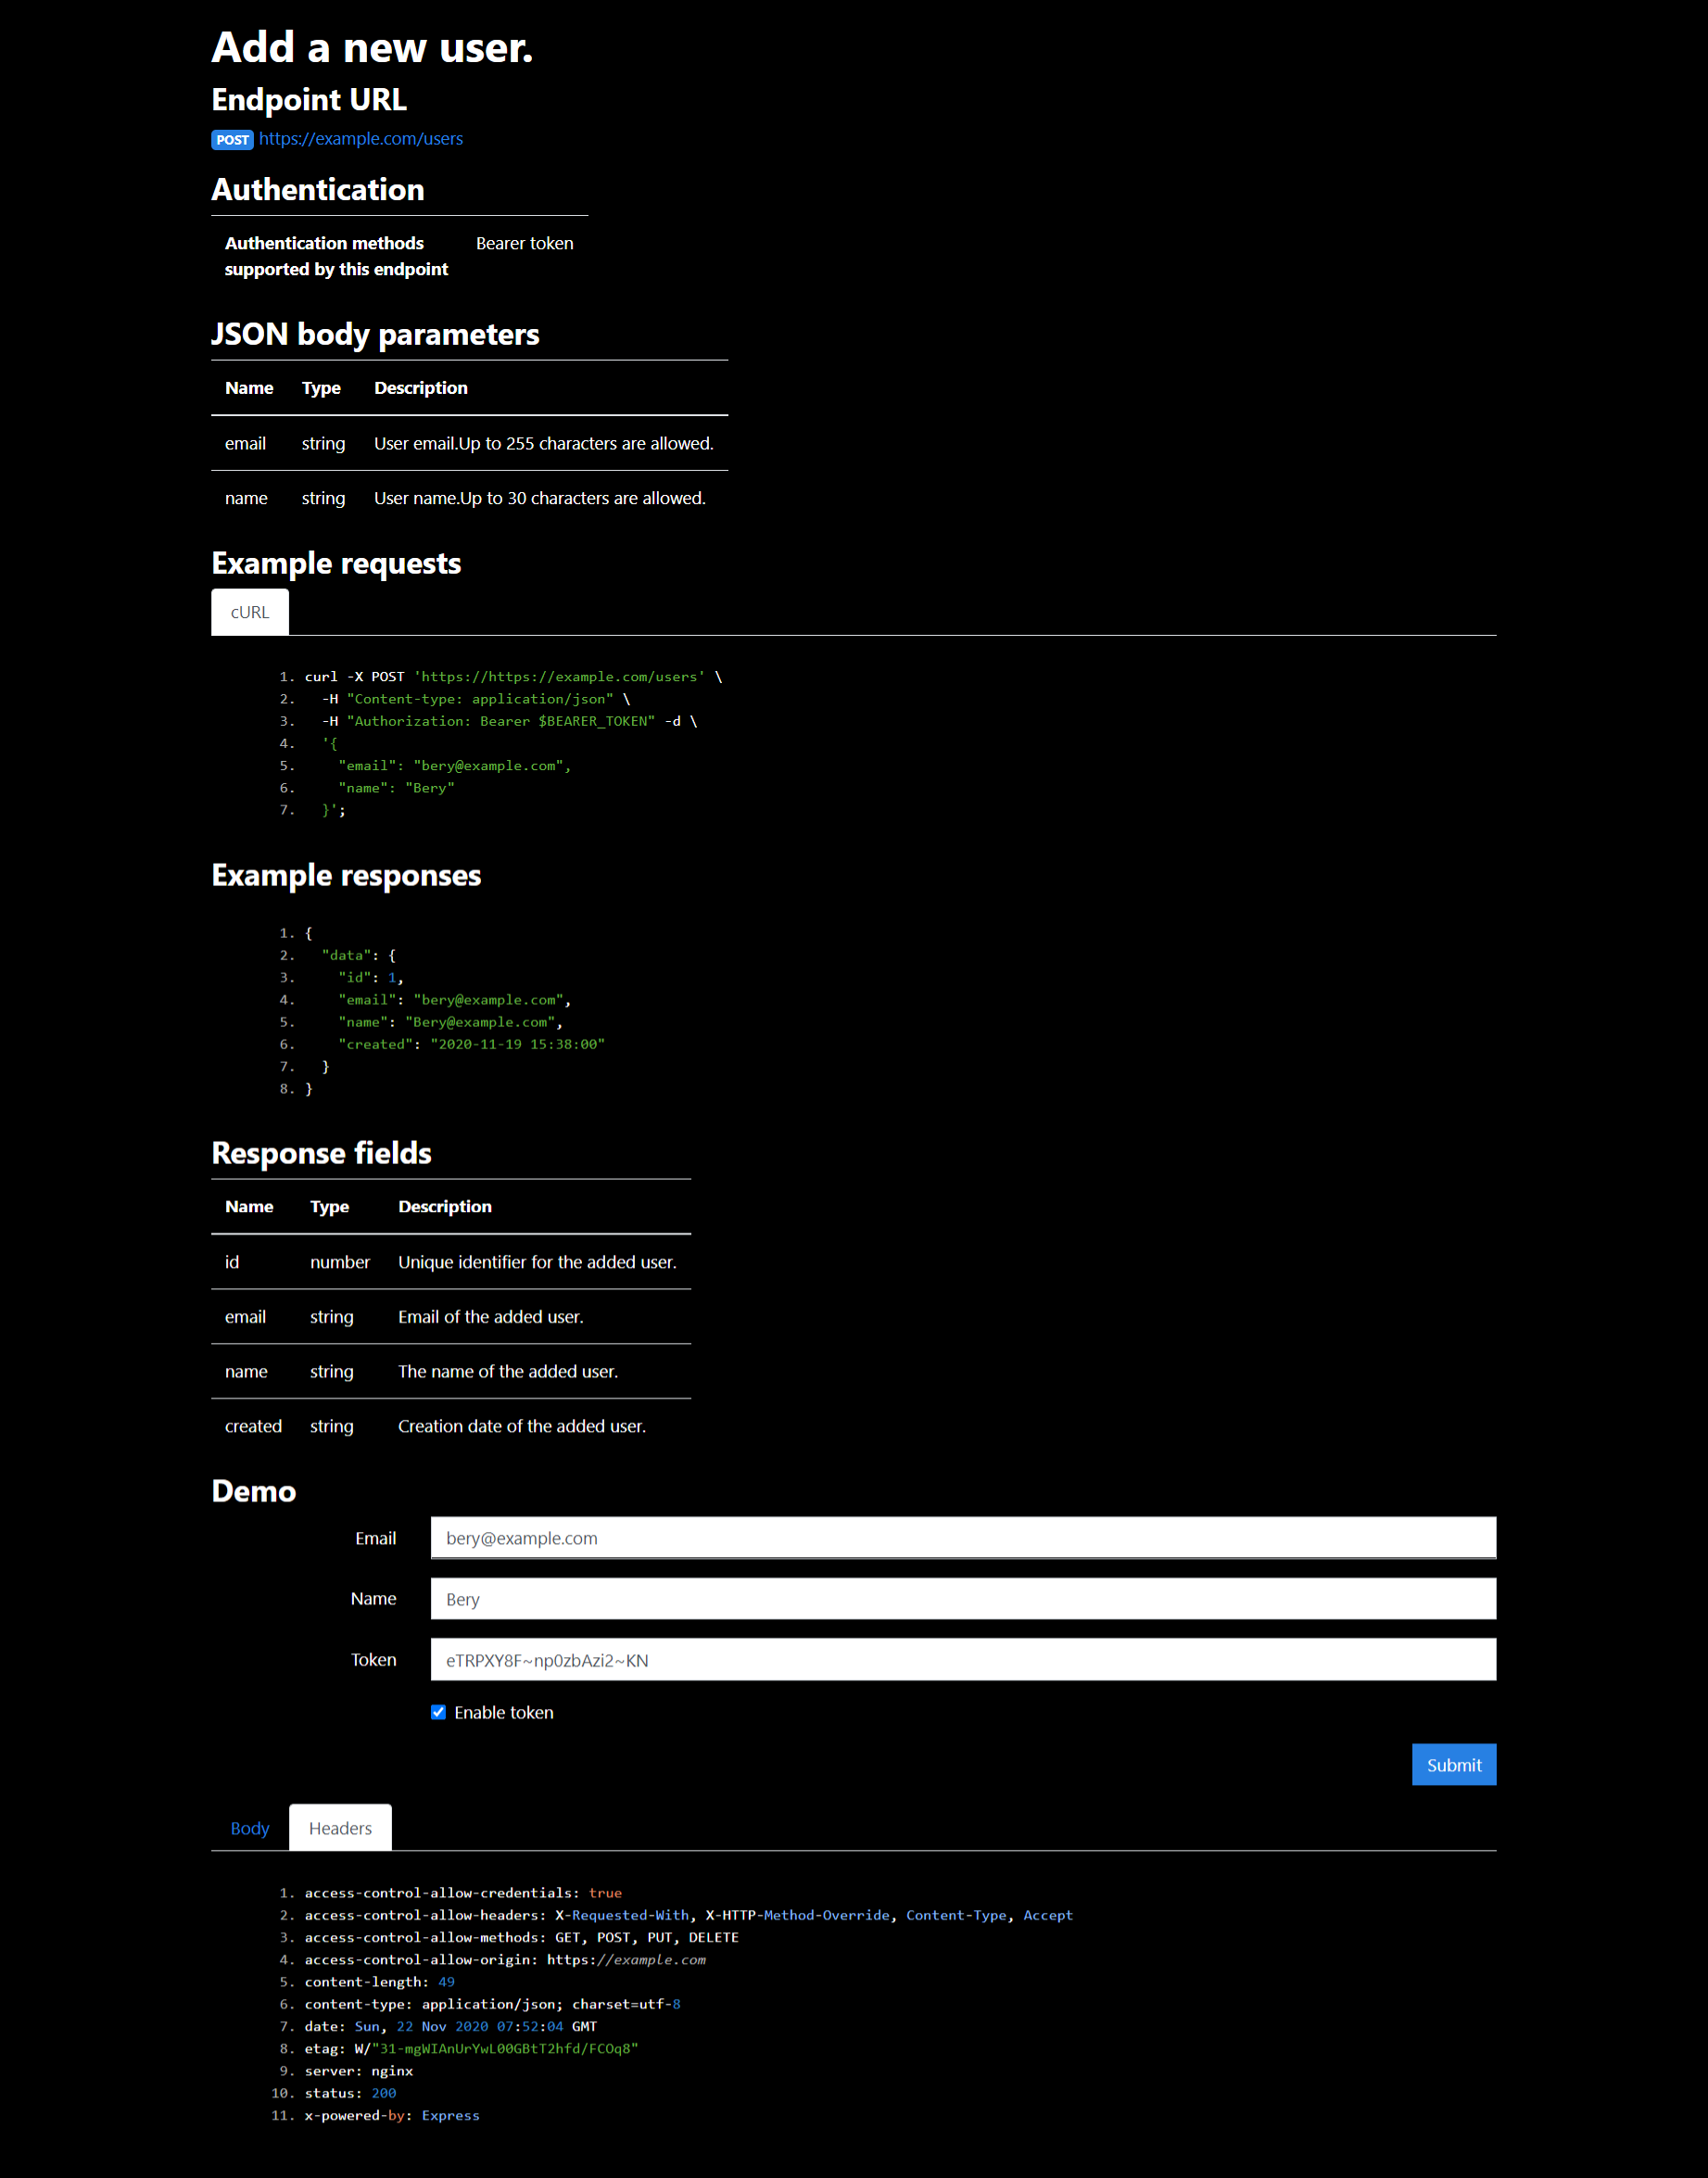 Add a new user.
Endpoint URL
POST https://example.com/users
Authentication
Authentication methods Bearer token
supported by this endpoint
JSON body parameters
Name Type Description
email string User email.Up to 255 characters are allowed.
name string User name.Up to 30 characters are allowed.
Example requests
cURL
1. curl -X POST 'https://https://example.com/users' \
2. -H "Content-type: application/json" \
3. -H "Authorization: Bearer $BEARER_TOKEN" -d \
4. '{
5. "email": "bery@example.com",
6. "name": "Bery"
7. }';
Example responses
1. {
2. "data": {
3. "id": 1,
4. "email": "bery@example.com",
5. "name": "Bery@example.com",
6. "created": "2020-11-19 15:38:00"
7. }
8. }
Response fields
Name Type Description
id number Unique identifier for the added user.
email string Email of the added user.
name string The name of the added user.
created string Creation date of the added user.
Demo
Email bery@example.com
Name Bery
Token eTRPXY8F~np0zbAzi2~KN
Enable token
Submit
Body Headers
1. access-control-allow-credentials: true
2. access-control-allow-headers: X-Requested-With, X-HTTP-Method-Override, Content-Type, Accept
3. access-control-allow-methods: GET, POST, PUT, DELETE
4. access-control-allow-origin: https://example.com
5. content-length: 49
6. content-type: application/json; charset=utf-8
7. date: Sun, 22 Nov 2020 07:52:04 GMT
8. etag: W/"31-mgWIAnUrYwL00GBtT2hfd/FCOq8"
9. server: nginx
10. status: 200
11. x-powered-by: Express